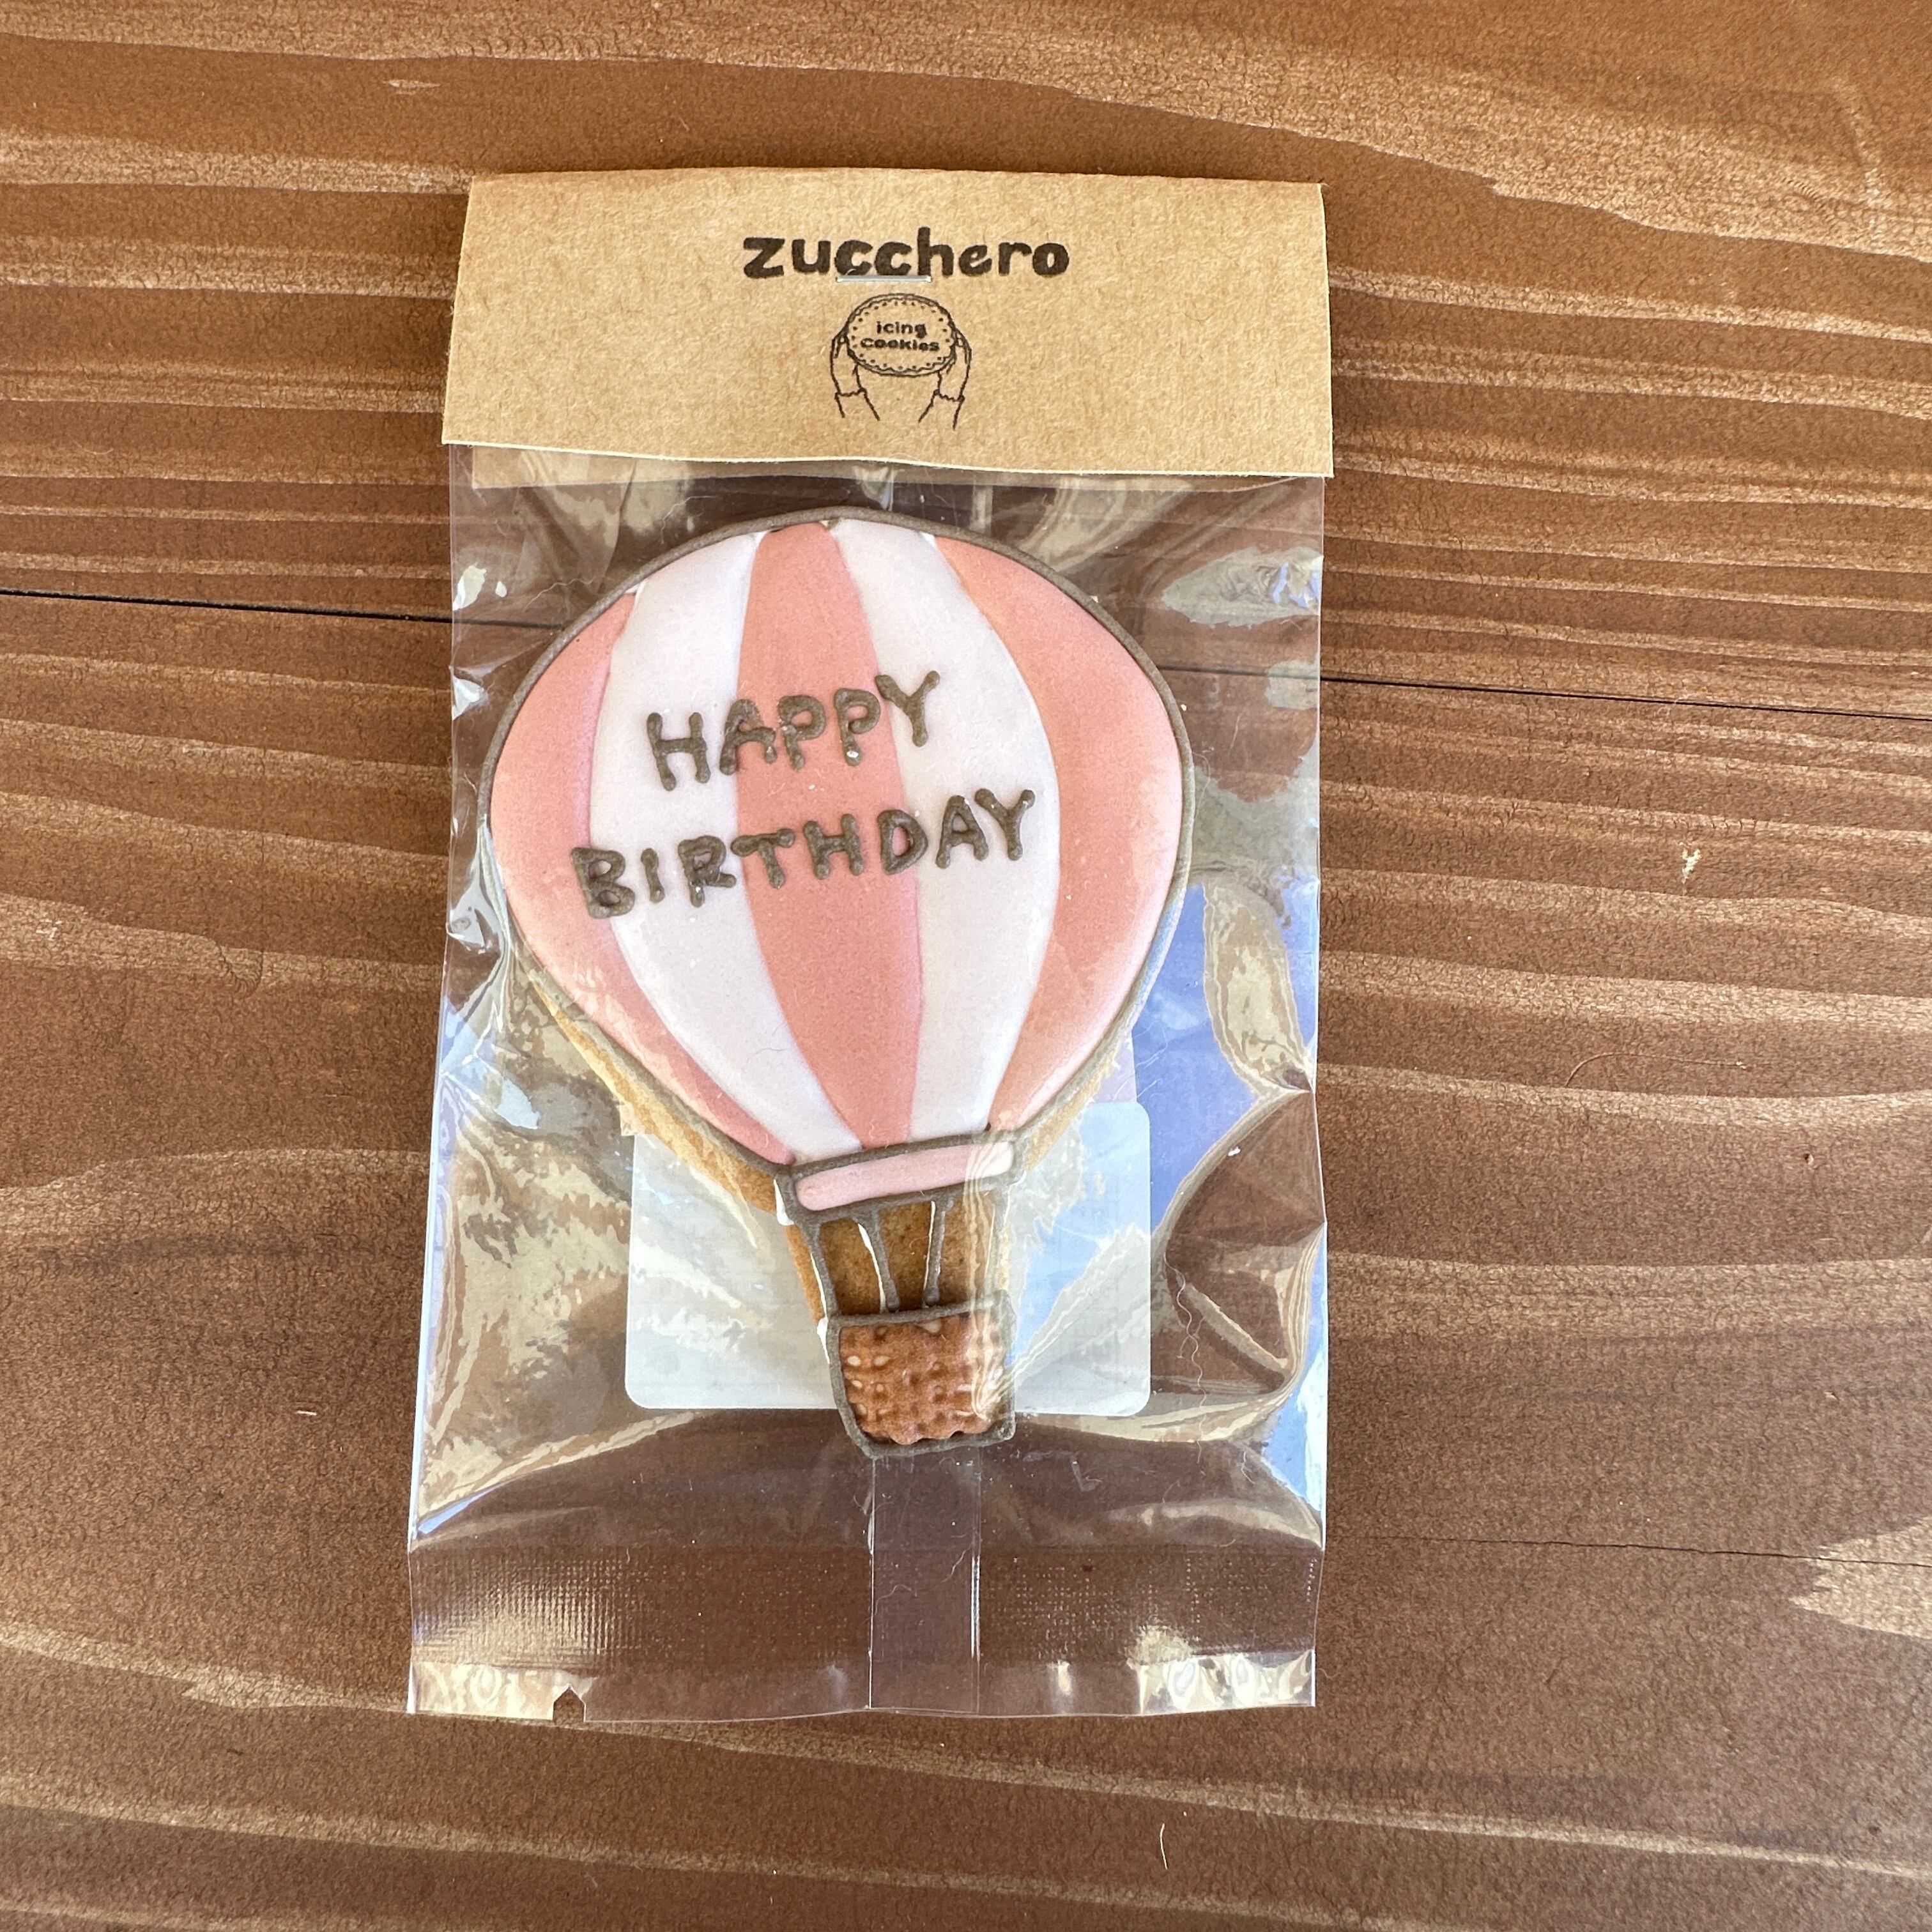 zucchero
icing
Cookies
HAPPY
BIRTHDAY